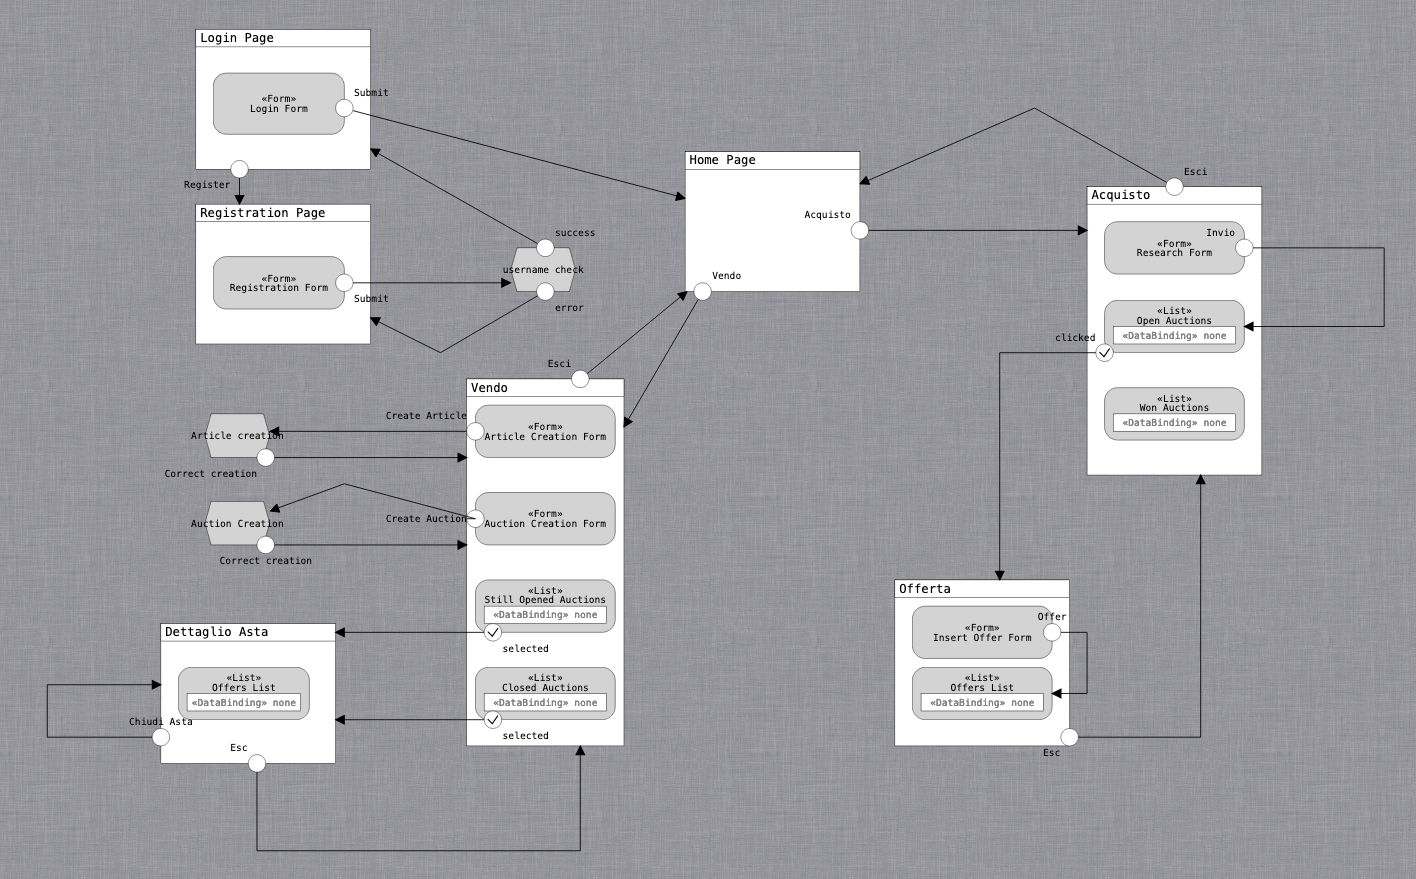 Login Page
«Form»
Login Form
Submit
Register
Registration Page
«Form»
Registration Form
Submit
success
username check
error
Home Page
Acquisto
Vendo
Esci
Acquisto
Invio
«Form»
Research Form
«List»
Open Auctions
«DataBinding» none
clicked
«List»
Won Auctions
«DataBinding» none
Esci
Vendo
Create Article
«Form»
Article Creation Form
Article creation
Correct creation
Create Auction
«Form»
Auction Creation Form
Auction Creation
Correct creation
«List»
Still Opened Auctions
«DataBinding» none
selected
«List»
Closed Auctions
«DataBinding» none
selected
Dettaglio Asta
«List»
Offers List
«DataBinding» none
Chiudi Asta
Esc
Offerta
Offer
«Form»
Insert Offer Form
«List»
Offers List
«DataBinding» none
Esc